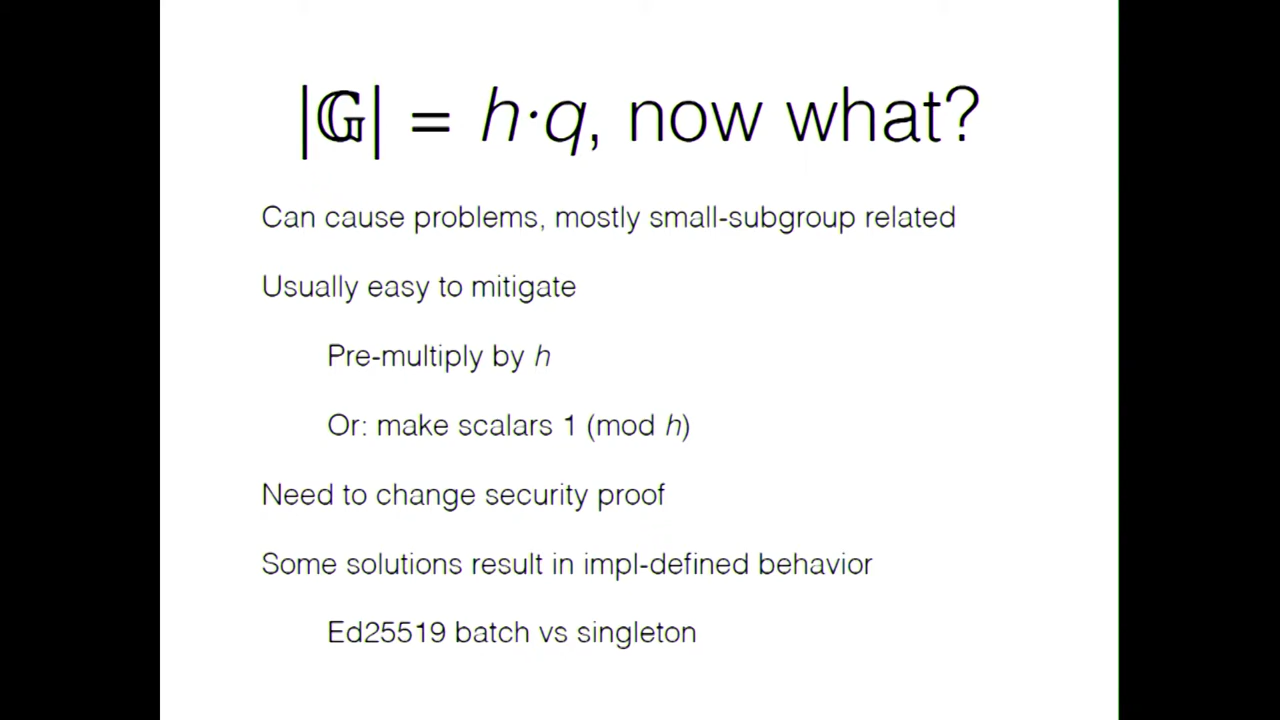 |𝔾| = h·q, now what?
Can cause problems, mostly small-subgroup related
Usually easy to mitigate
Pre-multiply by h
Or: make scalars 1 (mod h)
Need to change security proof
Some solutions result in impl-defined behavior
Ed25519 batch vs singleton